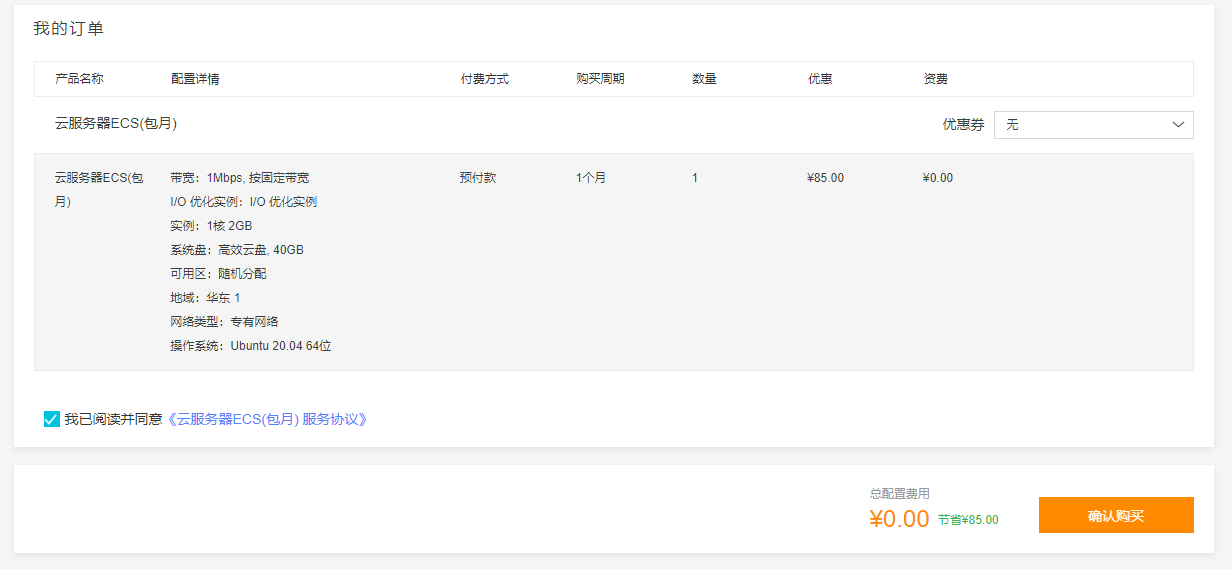 我的订单
产品名称 配置详情 付费方式 购买周期 数量 优惠 资费
云服务器ECS(包月) 优惠券 无
云服务器ECS(包 带宽：1Mbps, 按固定带宽 预付款 1个月 1 ¥85.00 ¥0.00
月) I/O 优化实例：I/O 优化实例
实例：1核 2GB
系统盘：高效云盘, 40GB
可用区：随机分配
地域：华东 1
网络类型：专有网络
操作系统：Ubuntu 20.04 64位
我已阅读并同意《云服务器ECS(包月) 服务协议》
总配置费用
¥0.00 节省¥85.00 确认购买